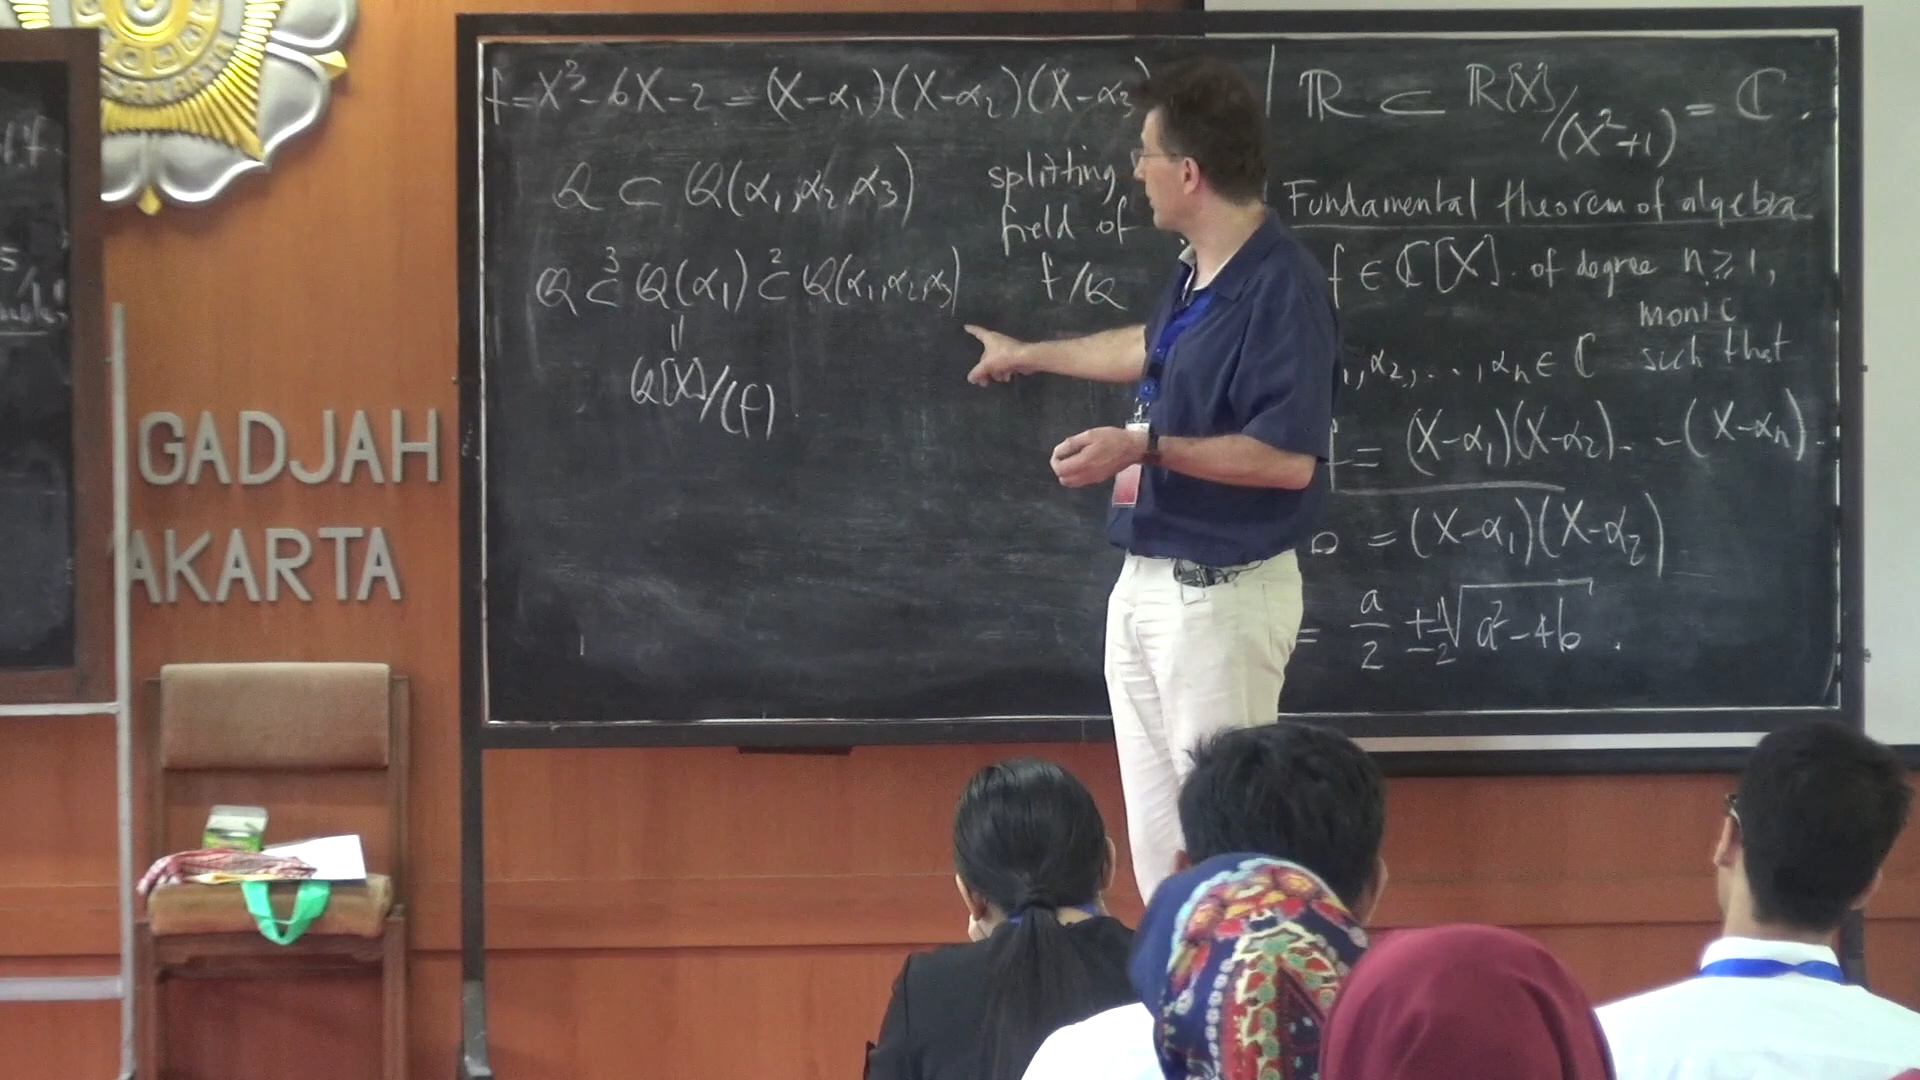 f = X³ - 6X - 2 = (X-α₁)(X-α₂)(X-α₃)
ℚ ⊂ ℚ(α₁,α₂,α₃)
splitting
field of
f/ℚ
ℚ ⊂³ ℚ(α₁) ⊂² ℚ(α₁,α₂,α₃)
||
ℚ[X]/(f)
ℝ ⊂ ℝ[X]/(X²+1) = ℂ.
Fundamental theorem of algebra
f ∈ ℂ[X] of degree n ≥ 1,
monic
, α₂, . . . , αₙ ∈ ℂ such that
f = (X-α₁)(X-α₂) . . (X-αₙ).
b = (X-α₁)(X-α₂)
= a/2 ± 1/2 √(a²-4b) .
GADJAH
AKARTA